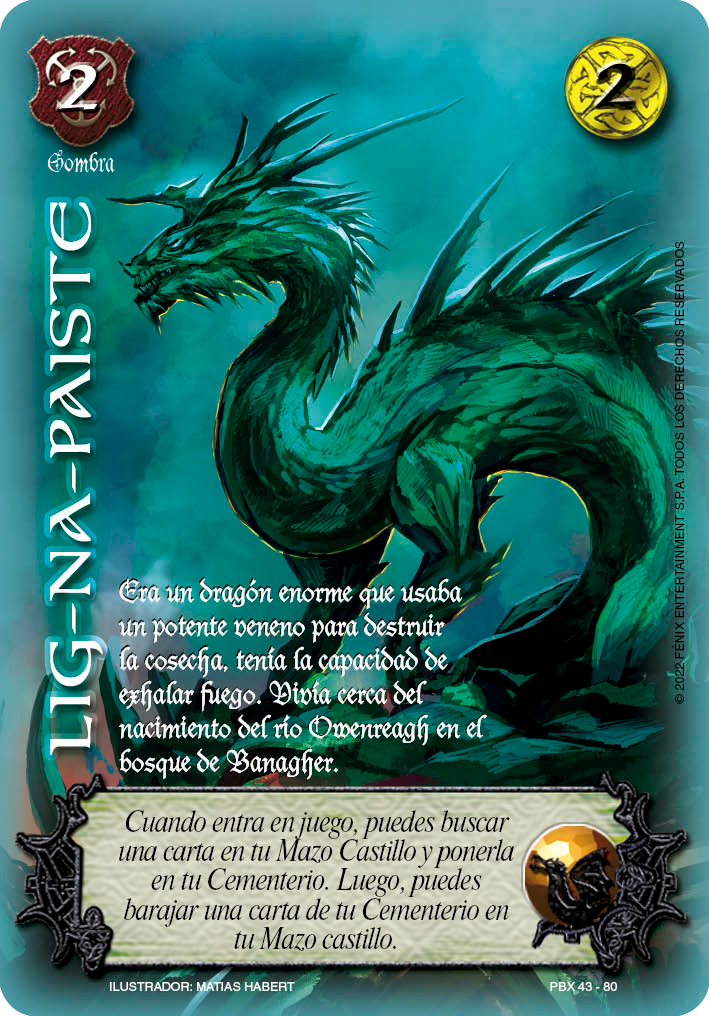 2
2
Sombra
LIG-NA-PAISTE
Era un dragón enorme que usaba
un potente veneno para destruir
la cosecha, tenía la capacidad de
exhalar fuego. Vivía cerca del
nacimiento del río Owenreagh en el
bosque de Banagher.
Cuando entra en juego, puedes buscar
una carta en tu Mazo Castillo y ponerla
en tu Cementerio. Luego, puedes
barajar una carta de tu Cementerio en
tu Mazo castillo.
© 2022 FÉNIX ENTERTAINMENT S.P.A. TODOS LOS DERECHOS RESERVADOS
ILUSTRADOR: MATIAS HABERT
PBX 43 - 80